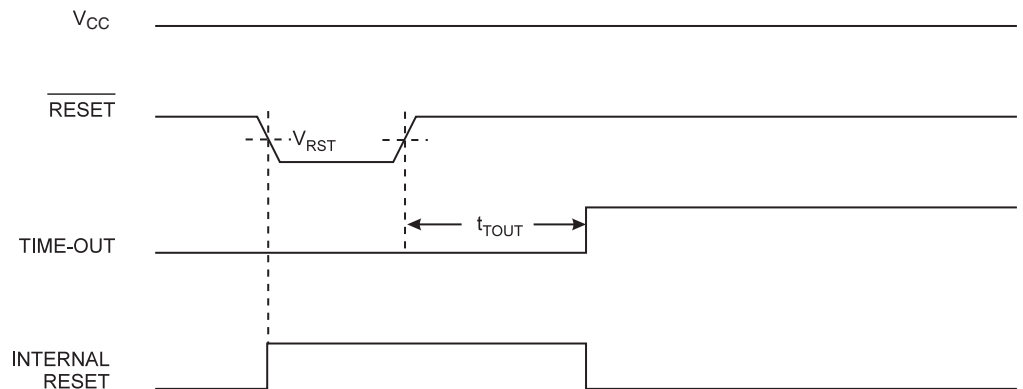 VCC
RESET
VRST
tTOUT
TIME-OUT
INTERNAL
RESET